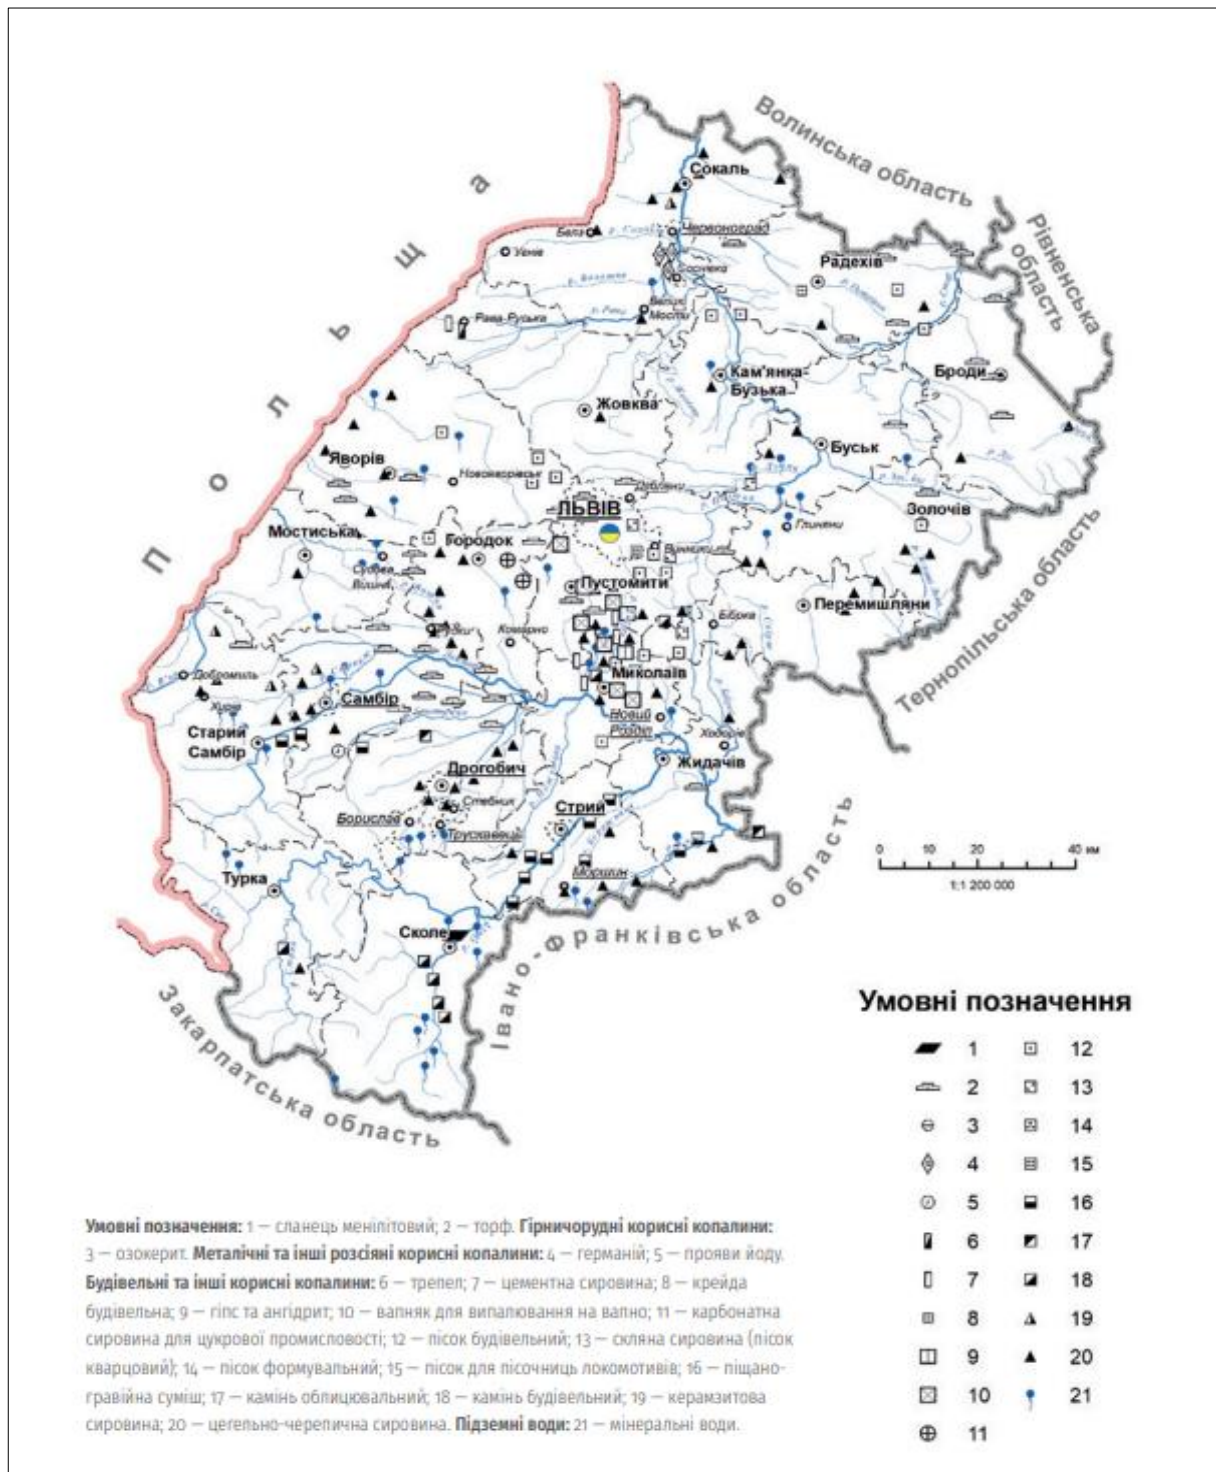 Польща
Волинська область
Рівненська
область
Сокаль
Белз
Червоноград
Угнів
Соснівка
Радехів
Рава-Руська
Великі
Мости
Кам'янка-
Бузька
Броди
Жовква
Буськ
Яворів
Новояворівськ
Дубляни
ЛЬВІВ
Золочів
Глиняни
Мостиська
Городок
Винники
Судова
Вишня
Пустомити
Перемишляни
Бібрка
Рудки
Комарно
Тернопільська область
Добромиль
Миколаїв
Хирів
Самбір
Новий
Розділ
Старий
Самбір
Ходорів
Жидачів
Дрогобич
Стебник
Борислав
Трускавець
Стрий
Моршин
Турка
Сколе
Івано-Франківська область
Закарпатська область
0 10 20 40 км
1:1 200 000
Умовні позначення
1 12
2 13
3 14
4 15
5 16
6 17
7 18
8 19
9 20
10 21
11
Умовні позначення: 1 — сланець менілітовий; 2 — торф. Гірничорудні корисні копалини:
3 — озокерит. Металічні та інші розсіяні корисні копалини: 4 — германій; 5 — прояви йоду.
Будівельні та інші корисні копалини: 6 — трепел; 7 — цементна сировина; 8 — крейда
будівельна; 9 — гіпс та ангідрит; 10 — вапняк для випалювання на вапно; 11 — карбонатна
сировина для цукрової промисловості; 12 — пісок будівельний; 13 — скляна сировина (пісок
кварцовий); 14 — пісок формувальний; 15 — пісок для пісочниць локомотивів; 16 — піщано-
гравійна суміш; 17 — камінь облицювальний; 18 — камінь будівельний; 19 — керамзитова
сировина; 20 — цегельно-черепична сировина. Підземні води: 21 — мінеральні води.